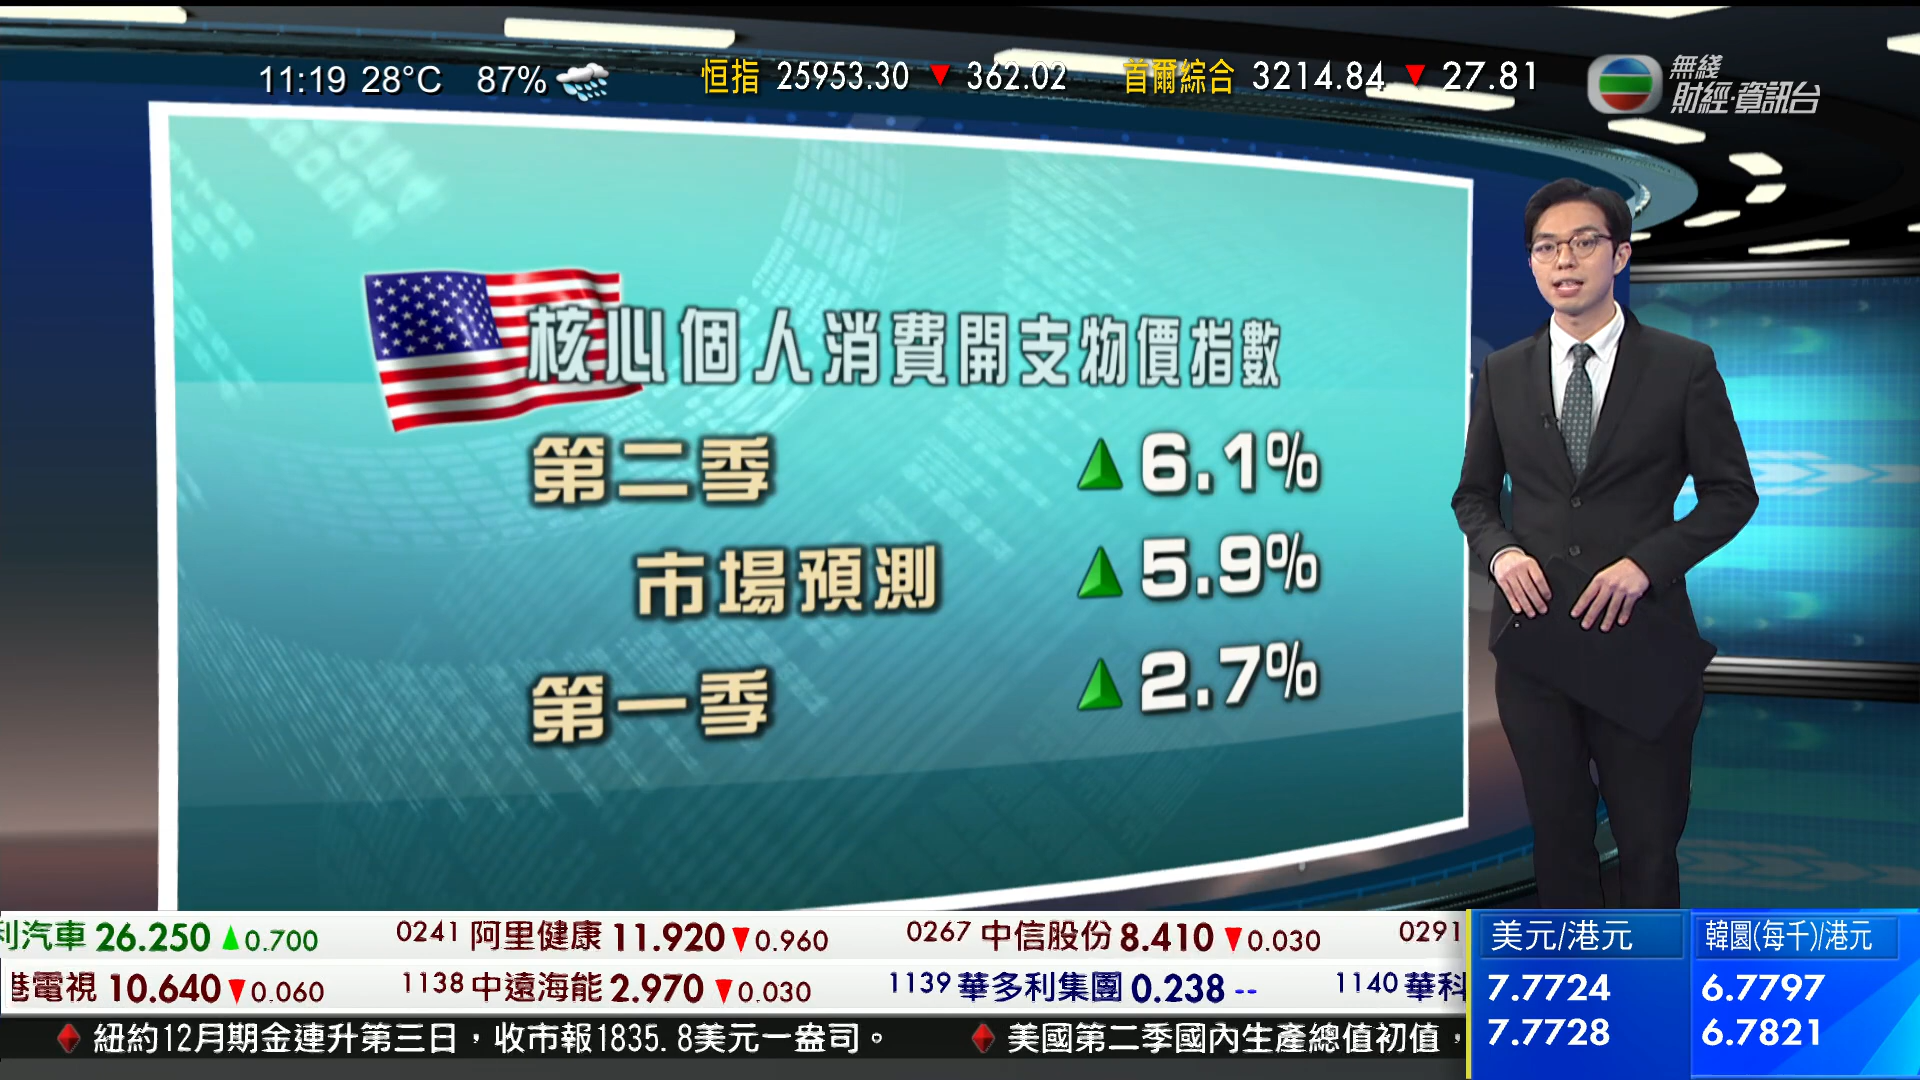 11:19 28°C 87% 恒指 25953.30 ▼ 362.02 首爾綜合 3214.84 ▼ 27.81
無綫
財經·資訊台
核心個人消費開支物價指數
第二季 ▲ 6.1%
市場預測 ▲ 5.9%
第一季 ▲ 2.7%
利汽車 26.250 ▲ 0.700 0241 阿里健康 11.920 ▼ 0.960 0267 中信股份 8.410 ▼ 0.030 0291
港電視 10.640 ▼ 0.060 1138 中遠海能 2.970 ▼ 0.030 1139 華多利集團 0.238 -- 1140 華科
紐約12月期金連升第三日，收市報1835.8美元一盎司。 美國第二季國內生產總值初值，
美元/港元
7.7724
7.7728
韓圜(每千)/港元
6.7797
6.7821